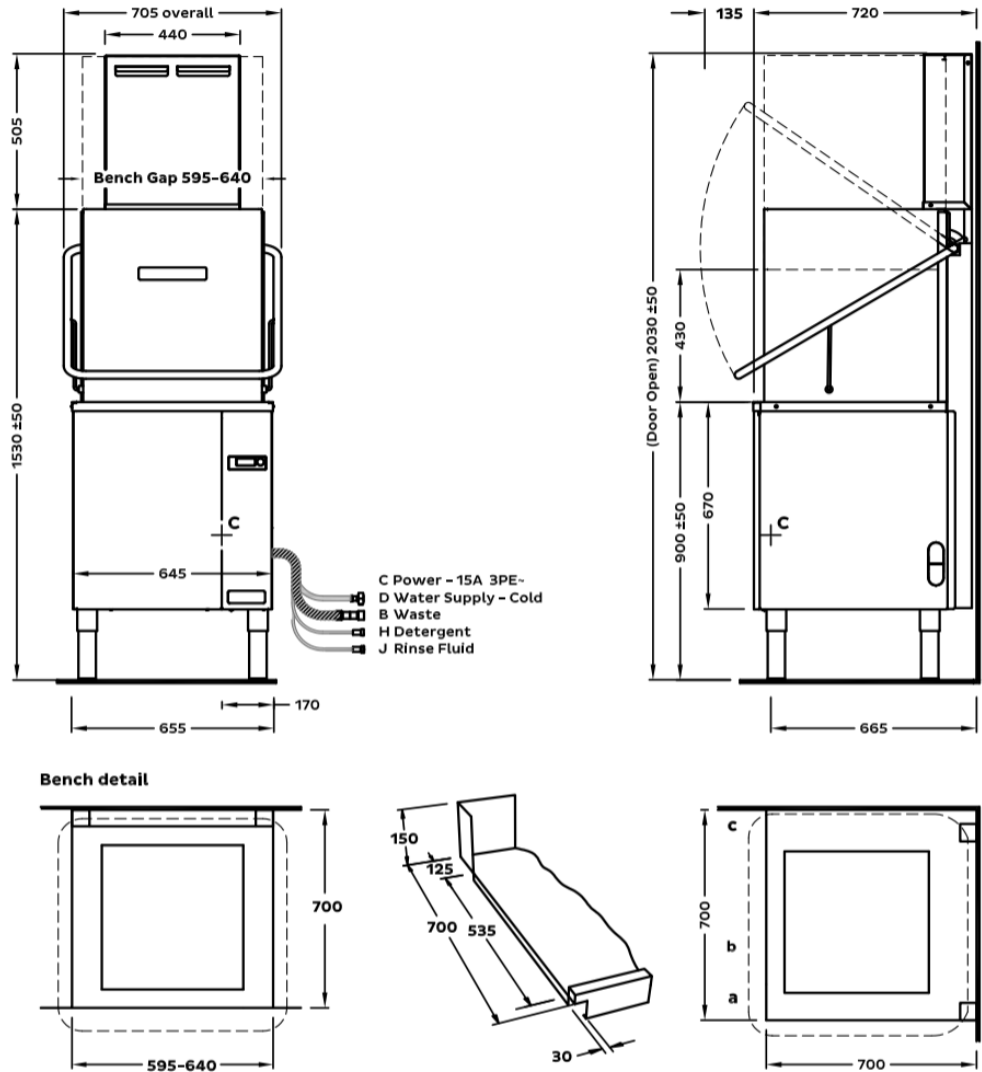 705 overall
440
505
Bench Gap 595-640
1530 ±50
C
645
C Power - 15A 3PE~
D Water Supply - Cold
B Waste
H Detergent
J Rinse Fluid
170
655
135
720
(Door Open) 2030 ±50
430
900 ±50
670
C
665
Bench detail
700
595-640
150
125
700
535
30
c
b
a
700
700